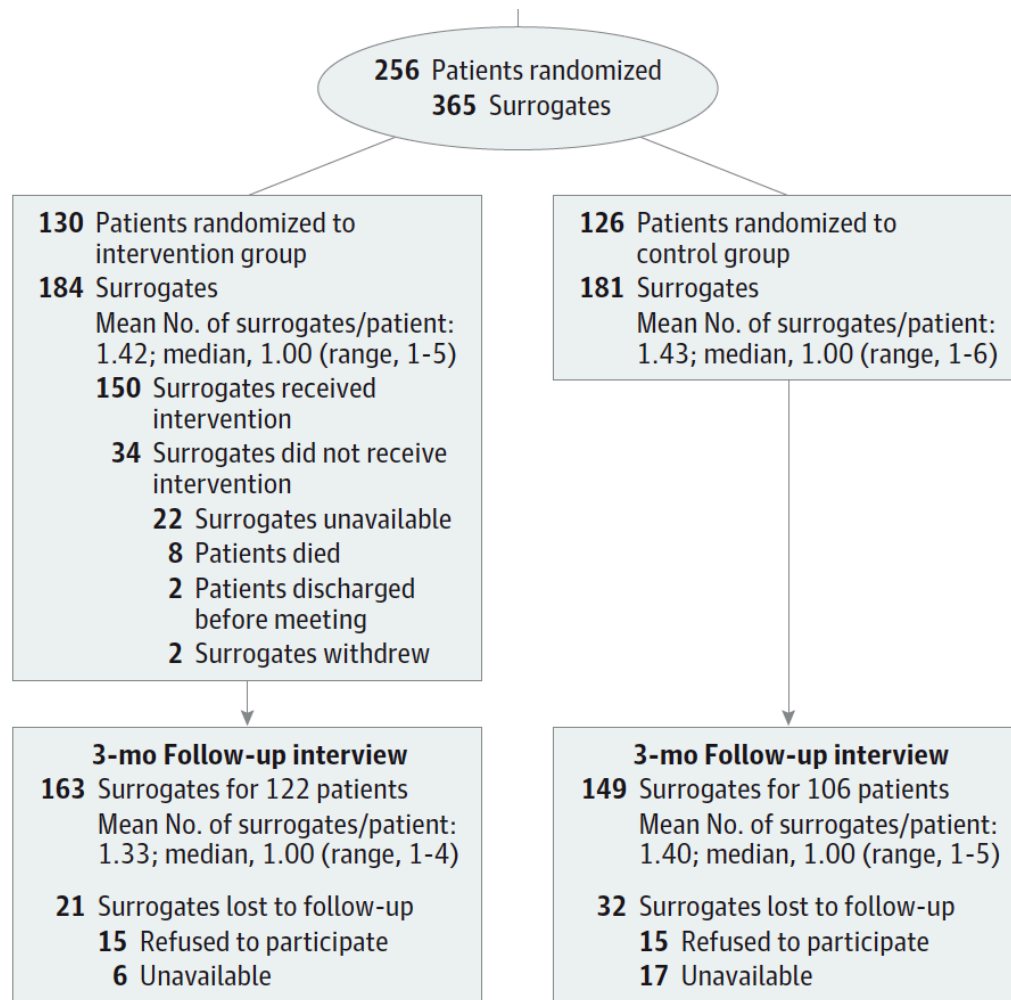 256 Patients randomized
365 Surrogates
130 Patients randomized to
intervention group
184 Surrogates
Mean No. of surrogates/patient:
1.42; median, 1.00 (range, 1-5)
150 Surrogates received
intervention
34 Surrogates did not receive
intervention
22 Surrogates unavailable
8 Patients died
2 Patients discharged
before meeting
2 Surrogates withdrew
126 Patients randomized to
control group
181 Surrogates
Mean No. of surrogates/patient:
1.43; median, 1.00 (range, 1-6)
3-mo Follow-up interview
163 Surrogates for 122 patients
Mean No. of surrogates/patient:
1.33; median, 1.00 (range, 1-4)
21 Surrogates lost to follow-up
15 Refused to participate
6 Unavailable
3-mo Follow-up interview
149 Surrogates for 106 patients
Mean No. of surrogates/patient:
1.40; median, 1.00 (range, 1-5)
32 Surrogates lost to follow-up
15 Refused to participate
17 Unavailable